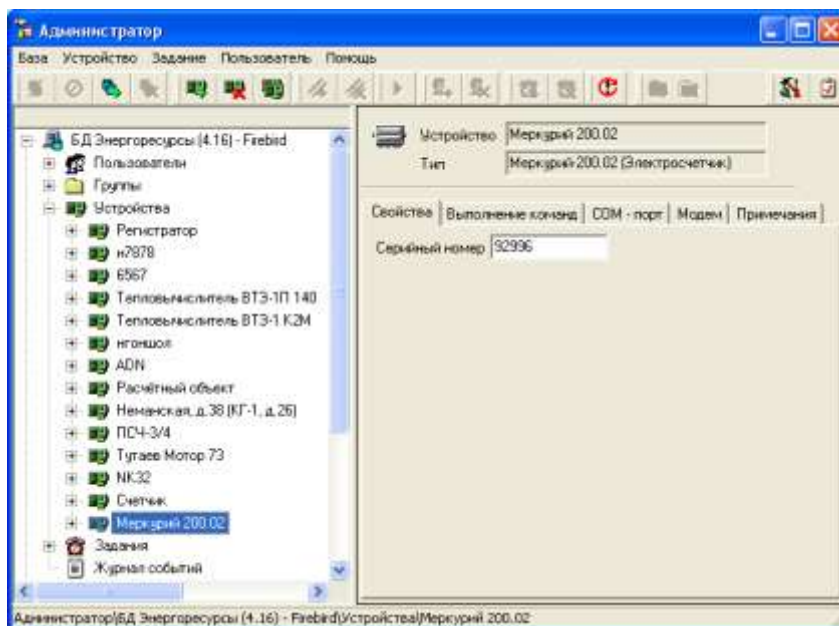 Администратор
База Устройство Задание Пользователь Помощь
БД Энергоресурсы (4.16) - Firebird
Пользователи
Группы
Устройства
Регистратор
н7878
6567
Тепловычислитель ВТЭ-1П 140
Тепловычислитель ВТЭ-1 К2М
нгоншол
ADN
Расчётный объект
Неманская, д.38 (КГ-1, д.26)
ПСЧ-3/4
Тутаев Мотор 73
NK32
Счетчик
Меркурий 200.02
Задания
Журнал событий
Устройство Меркурий 200.02
Тип Меркурий 200.02 (Электросчетчик)
Свойства Выполнение команд COM - порт Модем Примечания
Серийный номер 92996
Администратор\БД Энергоресурсы (4.16) - Firebird\Устройства\Меркурий 200.02